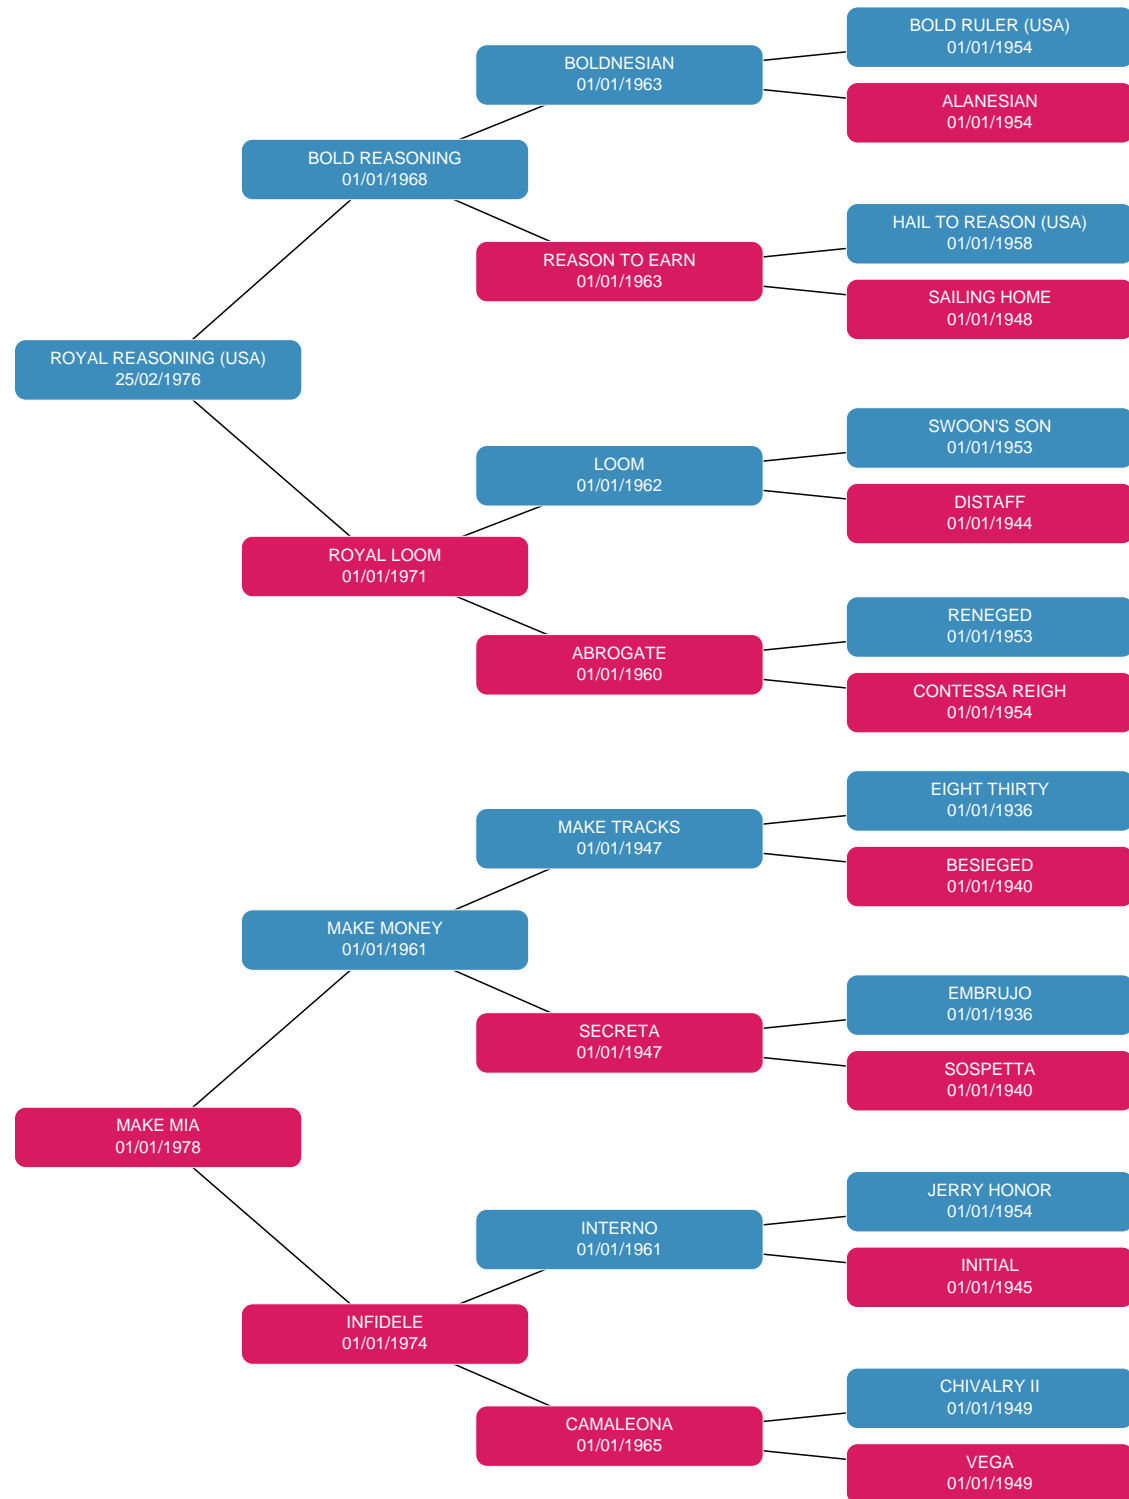 BOLD RULER (USA)
01/01/1954
BOLDNESIAN
01/01/1963
ALANESIAN
01/01/1954
BOLD REASONING
01/01/1968
HAIL TO REASON (USA)
01/01/1958
REASON TO EARN
01/01/1963
SAILING HOME
01/01/1948
ROYAL REASONING (USA)
25/02/1976
SWOON'S SON
01/01/1953
LOOM
01/01/1962
DISTAFF
01/01/1944
ROYAL LOOM
01/01/1971
RENEGED
01/01/1953
ABROGATE
01/01/1960
CONTESSA REIGH
01/01/1954
EIGHT THIRTY
01/01/1936
MAKE TRACKS
01/01/1947
BESIEGED
01/01/1940
MAKE MONEY
01/01/1961
EMBRUJO
01/01/1936
SECRETA
01/01/1947
SOSPETTA
01/01/1940
MAKE MIA
01/01/1978
JERRY HONOR
01/01/1954
INTERNO
01/01/1961
INITIAL
01/01/1945
INFIDELE
01/01/1974
CHIVALRY II
01/01/1949
CAMALEONA
01/01/1965
VEGA
01/01/1949